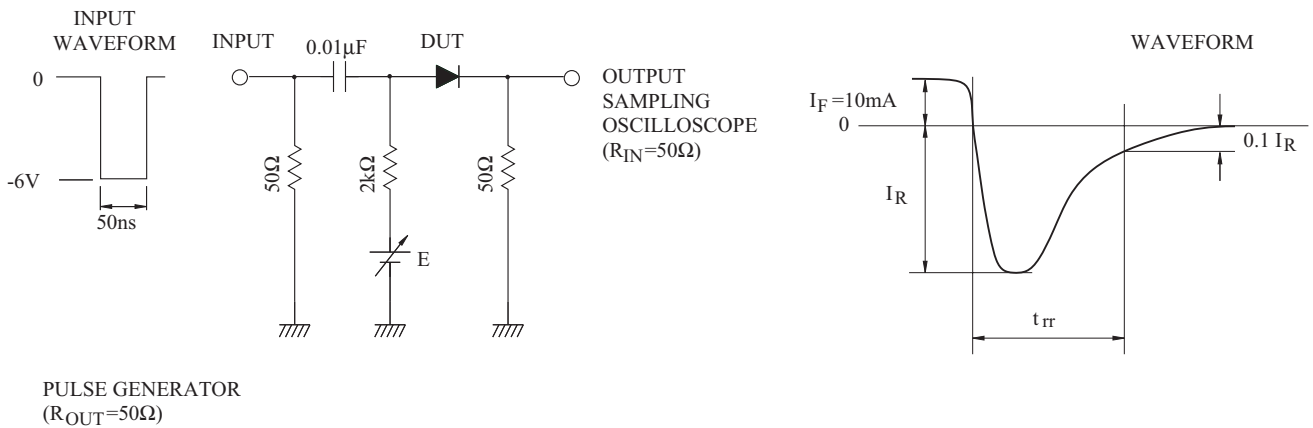 INPUT
WAVEFORM
0
-6V
50ns
INPUT
0.01μF
DUT
50Ω
2kΩ
E
50Ω
OUTPUT
SAMPLING
OSCILLOSCOPE
(RIN=50Ω)
PULSE GENERATOR
(ROUT=50Ω)
WAVEFORM
IF =10mA
0
IR
0.1 IR
trr